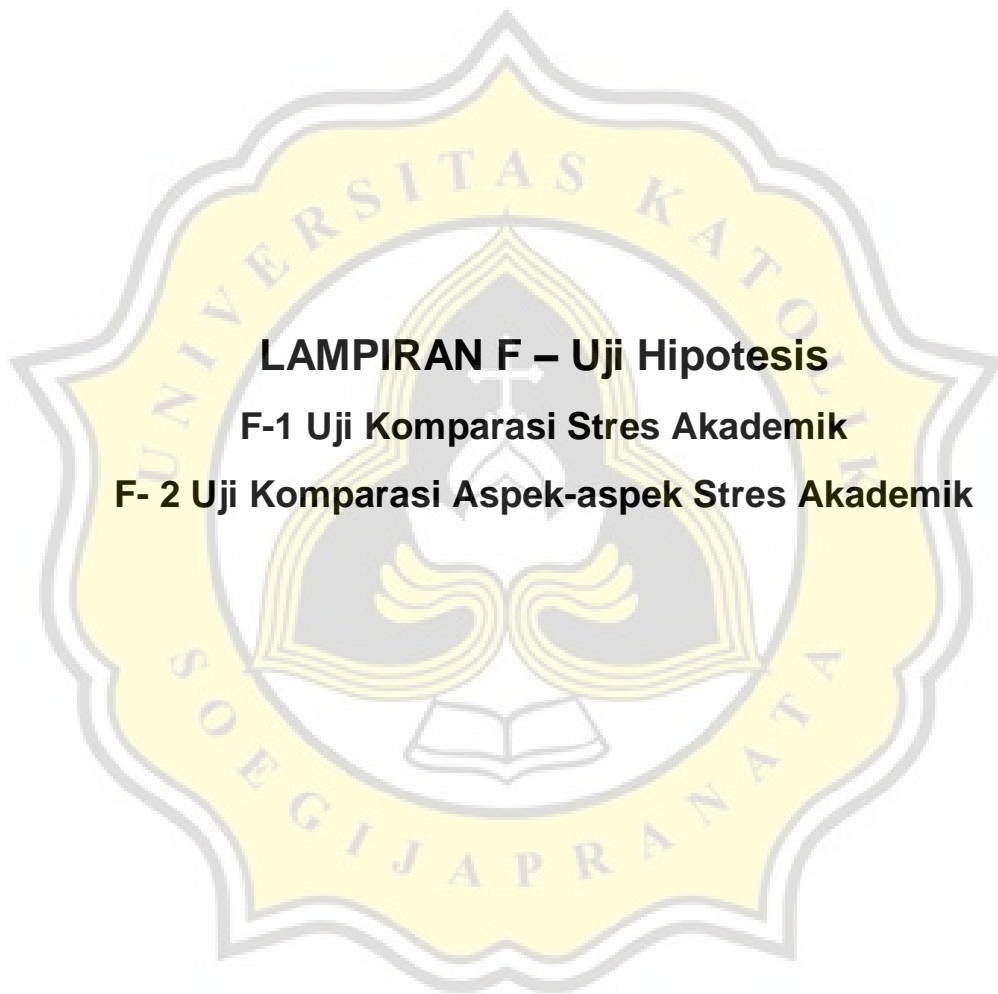 UNIVERSITAS KATOLIK
LAMPIRAN F – Uji Hipotesis
F-1 Uji Komparasi Stres Akademik
F- 2 Uji Komparasi Aspek-aspek Stres Akademik
SOEGIJAPRANATA